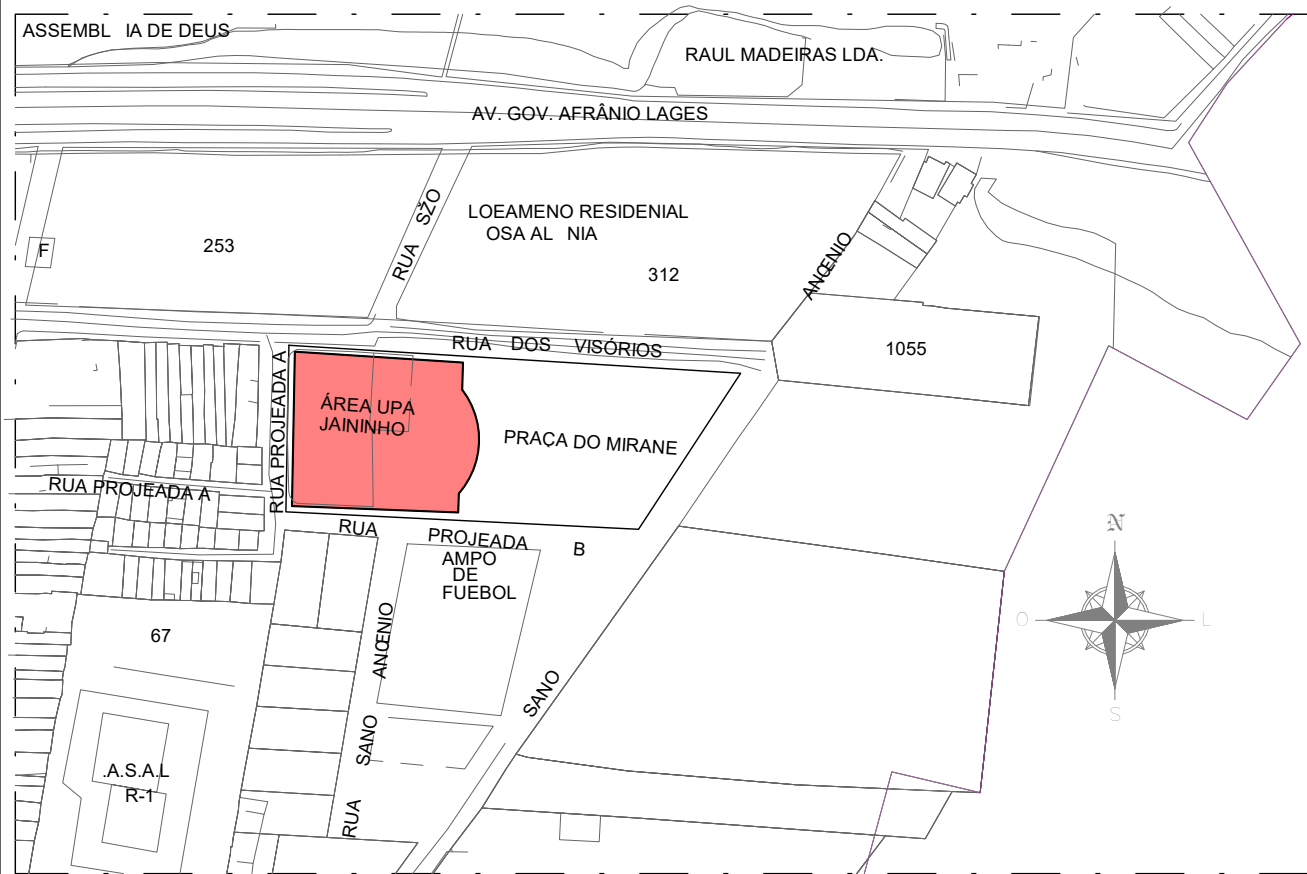 ASSEMBL IA DE DEUS
RAUL MADEIRAS LDA.
AV. GOV. AFRÂNIO LAGES
RUA SŽO
LOEAMENO RESIDENIAL
OSA AL NIA
253
F
312
ANŒNIO
RUA DOS VISÓRIOS
1055
RUA PROJEADA A
ÁREA UPA
JAININHO
PRAÇA DO MIRANE
RUA PROJEADA A
RUA PROJEADA B
AMPO
DE
FUEBOL
N
O
L
S
67
RUA SANO ANŒNIO
SANO
.A.S.A.L
R-1